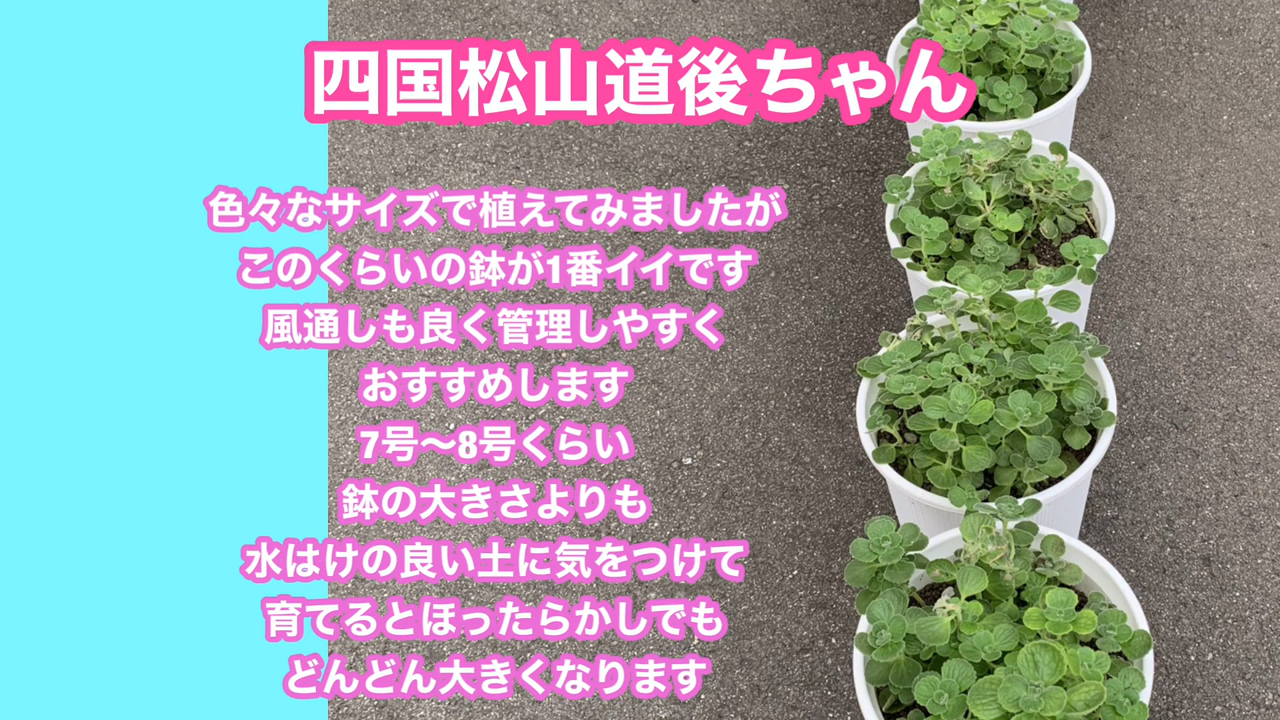 四国松山道後ちゃん
色々なサイズで植えてみましたが
このくらいの鉢が1番イイです
風通しも良く管理しやすく
おすすめします
7号〜8号くらい
鉢の大きさよりも
水はけの良い土に気をつけて
育てるとほったらかしでも
どんどん大きくなります